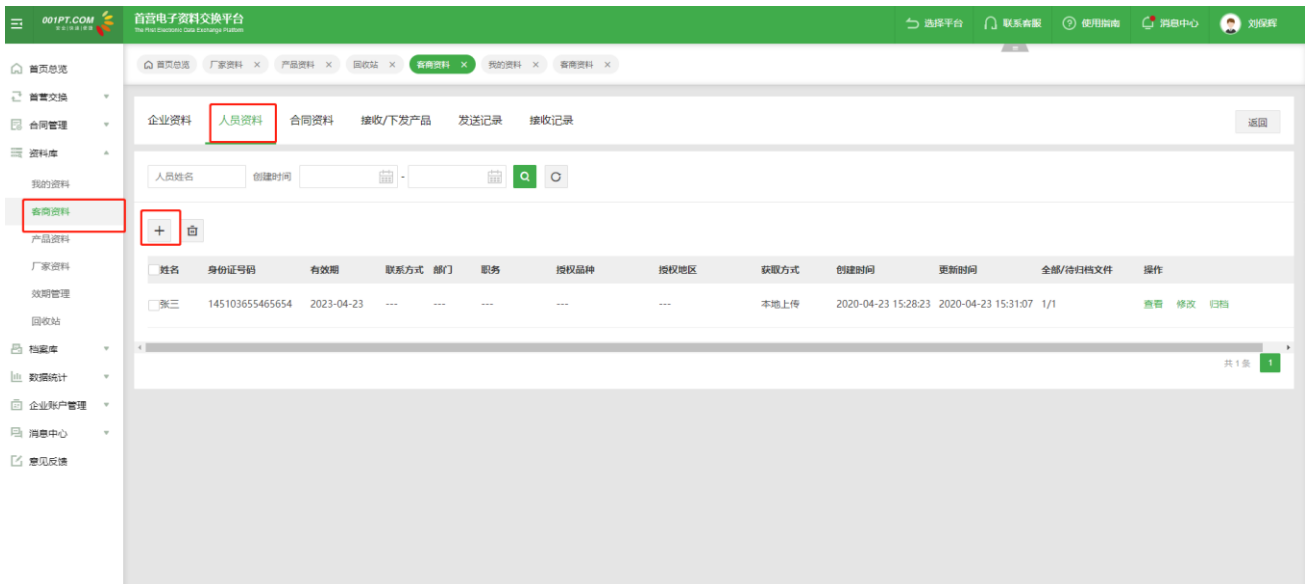 001PT.COM
首营电子资料交换平台
The First Electronic Data Exchange Platform
选择平台 联系客服 使用指南 消息中心 刘保辉
首页总览 厂家资料 × 产品资料 × 回收站 × 客商资料 × 我的资料 × 客商资料 ×
首页总览
首营交换
合同管理
资料库
我的资料
客商资料
产品资料
厂家资料
效期管理
回收站
档案库
数据统计
企业账户管理
消息中心
意见反馈
企业资料 人员资料 合同资料 接收/下发产品 发送记录 接收记录 返回
人员姓名 创建时间 -
姓名 身份证号码 有效期 联系方式 部门 职务 授权品种 授权地区 获取方式 创建时间 更新时间 全部/待归档文件 操作
张三 145103655465654 2023-04-23 --- --- --- --- --- 本地上传 2020-04-23 15:28:23 2020-04-23 15:31:07 1/1 查看 修改 归档
共 1 条 1